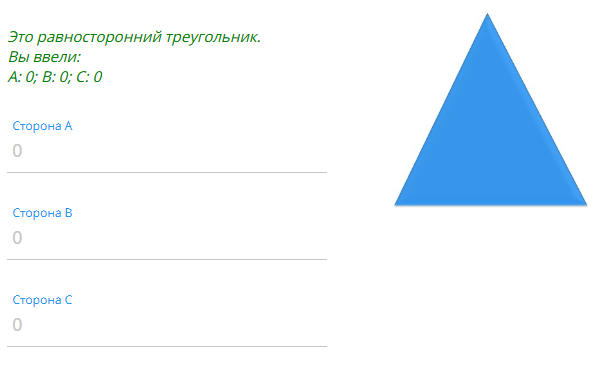 Это равносторонний треугольник.
Вы ввели:
A: 0; B: 0; C: 0
Сторона A
0
Сторона B
0
Сторона C
0